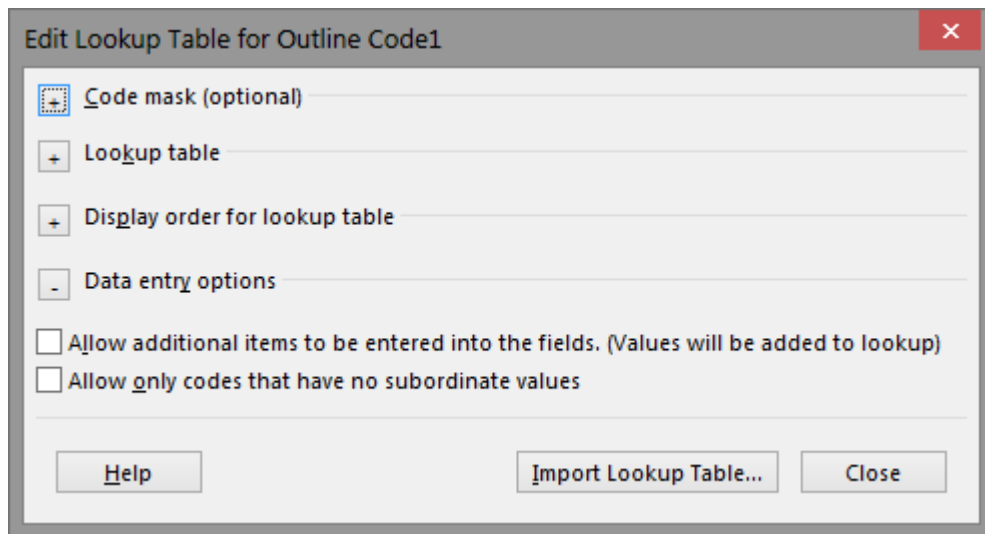 Edit Lookup Table for Outline Code1
Code mask (optional)
Lookup table
Display order for lookup table
Data entry options
Allow additional items to be entered into the fields. (Values will be added to lookup)
Allow only codes that have no subordinate values
Help Import Lookup Table... Close